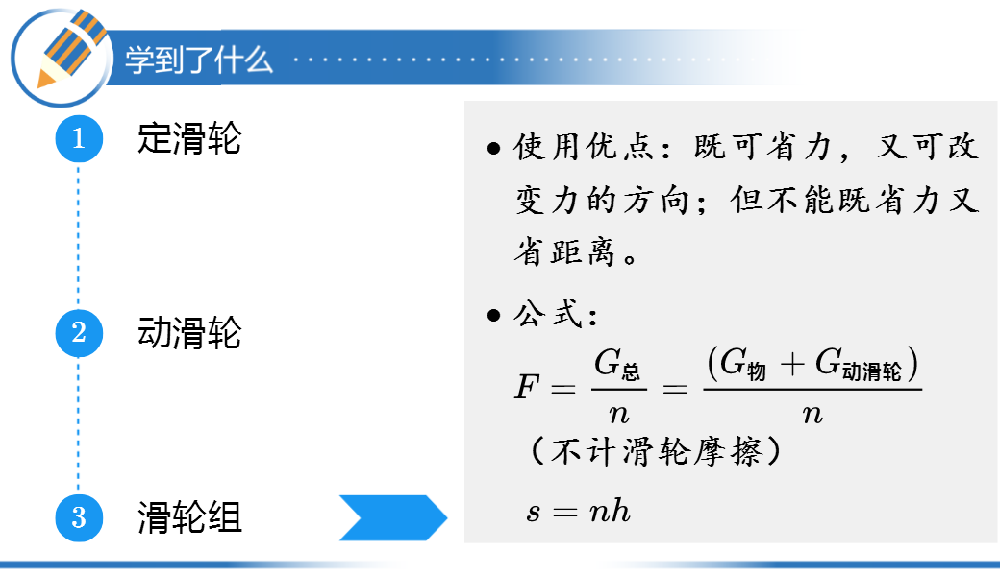 学到了什么
1 定滑轮
2 动滑轮
3 滑轮组
• 使用优点：既可省力，又可改
变力的方向；但不能既省力又
省距离。
• 公式：
F = G总/n = (G物 + G动滑轮)/n
（不计滑轮摩擦）
s = nh